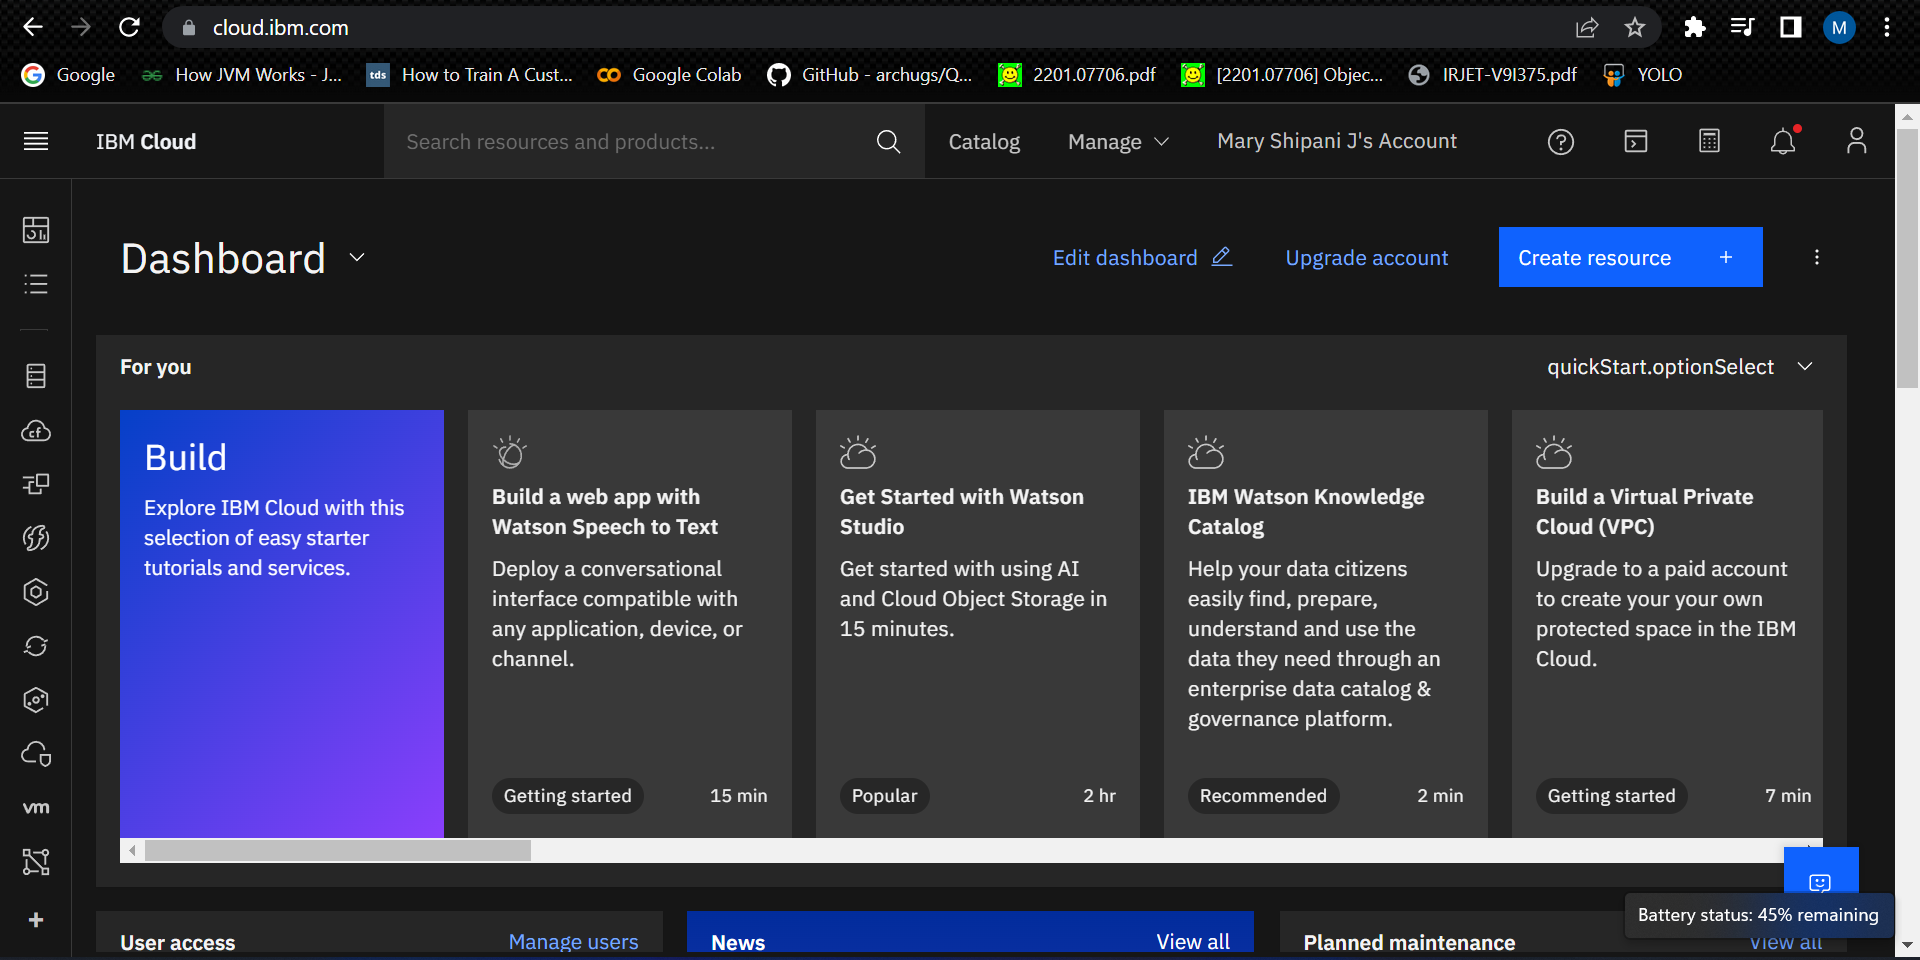 cloud.ibm.com
M
Google
How JVM Works - J...
tds
How to Train A Cust...
Google Colab
GitHub - archugs/Q...
2201.07706.pdf
[2201.07706] Objec...
IRJET-V9I375.pdf
YOLO
IBM Cloud
Search resources and products...
Catalog
Manage
Mary Shipani J's Account
Dashboard
Edit dashboard
Upgrade account
Create resource +
For you
quickStart.optionSelect
Build
Explore IBM Cloud with this
selection of easy starter
tutorials and services.
Build a web app with
Watson Speech to Text
Deploy a conversational
interface compatible with
any application, device, or
channel.
Getting started
15 min
Get Started with Watson
Studio
Get started with using AI
and Cloud Object Storage in
15 minutes.
Popular
2 hr
IBM Watson Knowledge
Catalog
Help your data citizens
easily find, prepare,
understand and use the
data they need through an
enterprise data catalog &
governance platform.
Recommended
2 min
Build a Virtual Private
Cloud (VPC)
Upgrade to a paid account
to create your your own
protected space in the IBM
Cloud.
Getting started
7 min
cf
vm
User access
Manage users
News
View all
Planned maintenance
View all
Battery status: 45% remaining